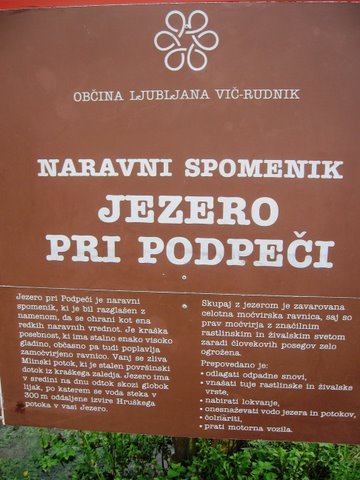 OBČINA LJUBLJANA VIČ-RUDNIK
NARAVNI SPOMENIK
JEZERO
PRI PODPEČI
Jezero pri Podpeči je naravni
spomenik, ki je bil razglašen z
namenom, da se ohrani kot ena
redkih naravnih vrednot. Je kraška
posebnost, ki ima stalno enako visoko
gladino, občasno pa tudi poplavlja
zamočvirjeno ravnico. Vanj se zliva
Mlinski potok, ki je stalen površinski
dotok iz kraškega zaledja. Jezero ima
v sredini na dnu odtok skozi globok
lijak, po katerem se voda steka v
300 m oddaljene izvire Hruškega
potoka v vasi Jezero.
Skupaj z jezerom je zavarovana
celotna močvirska ravnica, saj so
prav močvirja z značilnim
rastlinskim in živalskim svetom
zaradi človekovih posegov zelo
ogrožena.
Prepovedano je:
• odlagati odpadne snovi,
• vnašati tuje rastlinske in živalske
vrste,
• nabirati lokvanje,
• onesnaževati vodo jezera in potokov,
• čolnariti,
• prati motorna vozila.